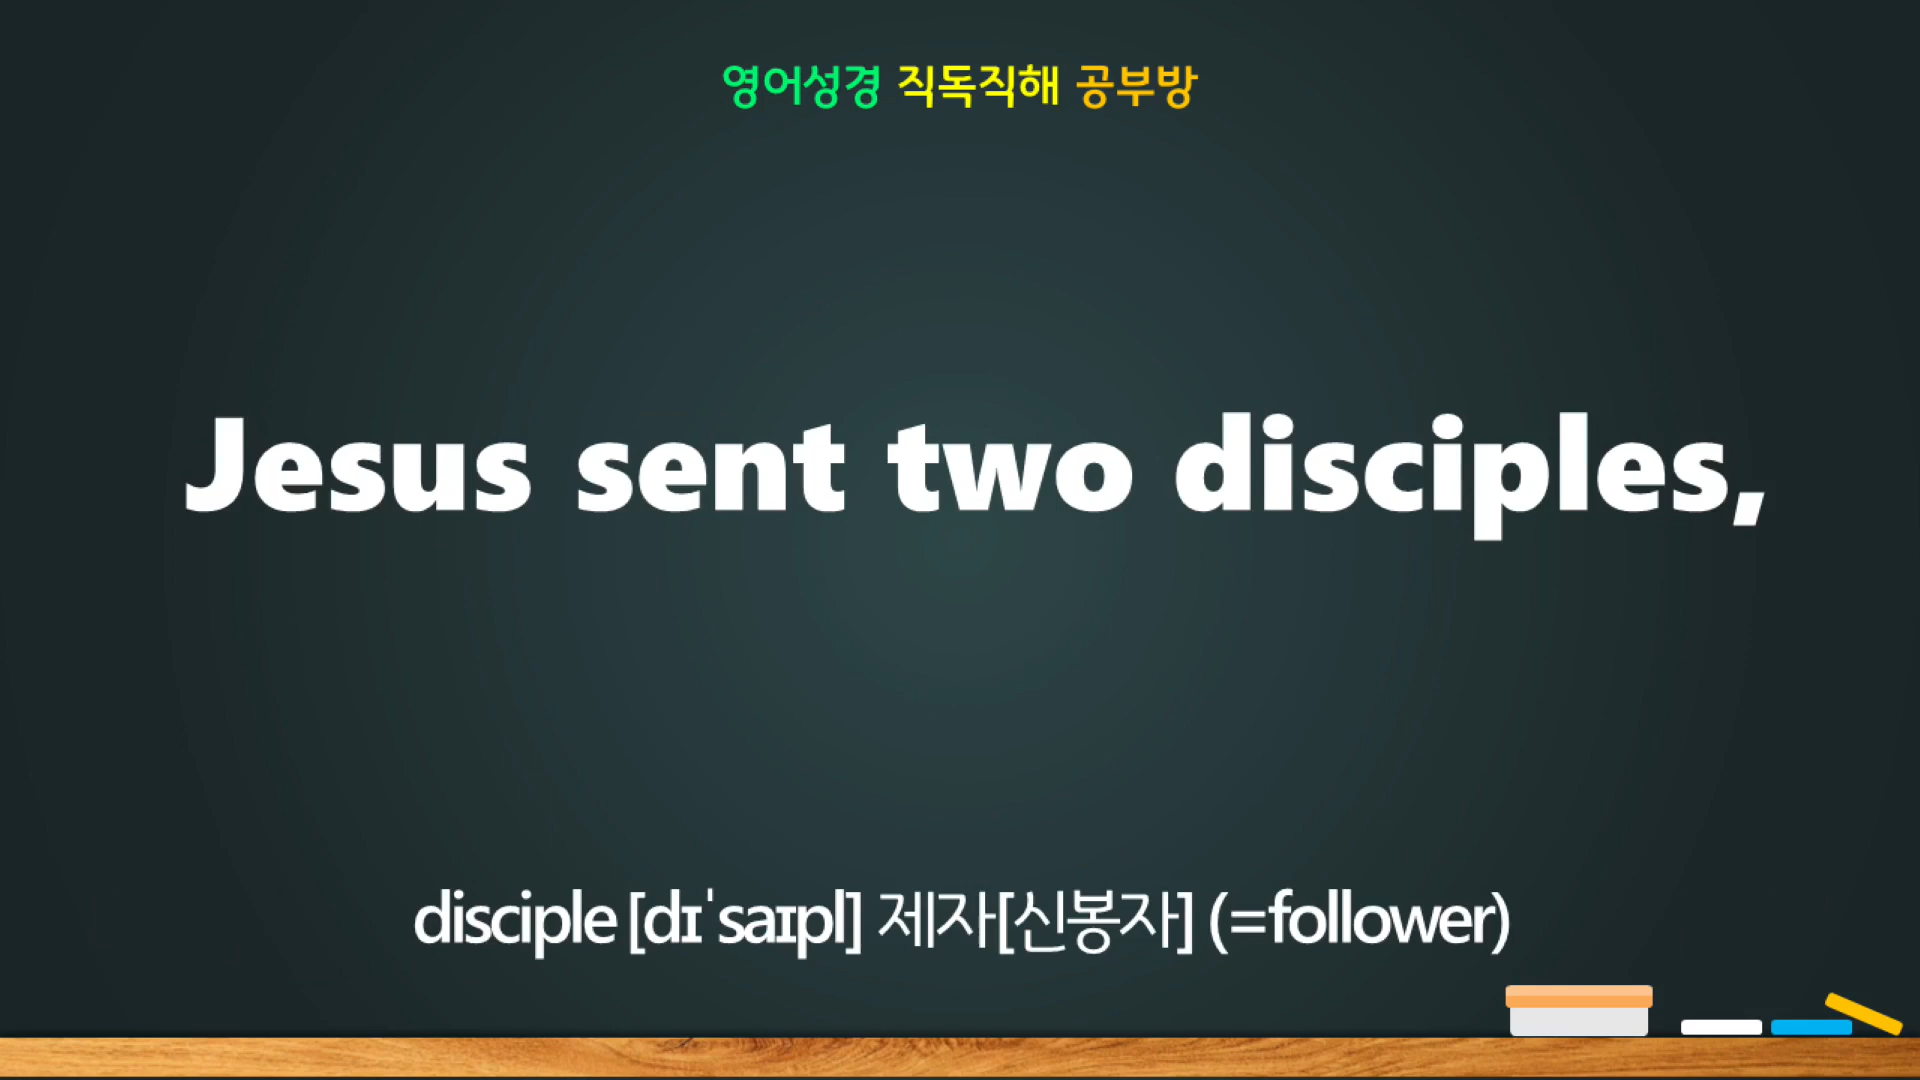 영어성경 직독직해 공부방
Jesus sent two disciples,
disciple [dɪˈsaɪpl] 제자[신봉자] (=follower)